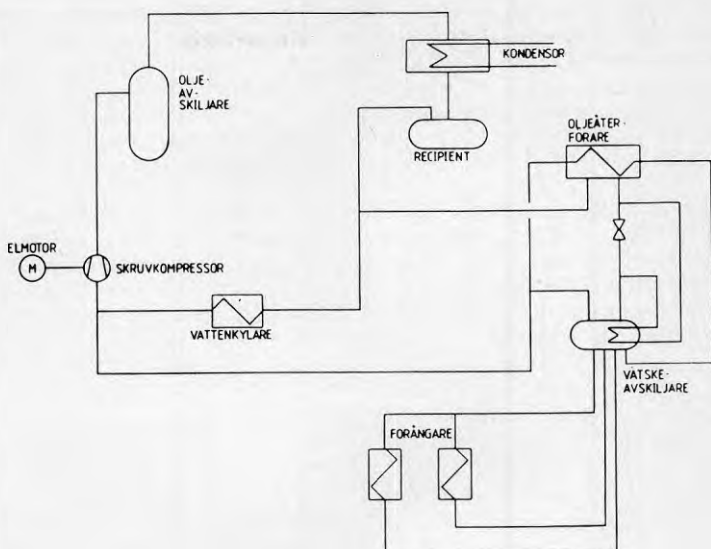 KONDENSOR
OLJE-
AV-
SKILJARE
RECIPIENT
OLJEÅTER-
FÖRARE
ELMOTOR
M
SKRUVKOMPRESSOR
VATTENKYLARE
VÄTSKE-
AVSKILJARE
FÖRÅNGARE